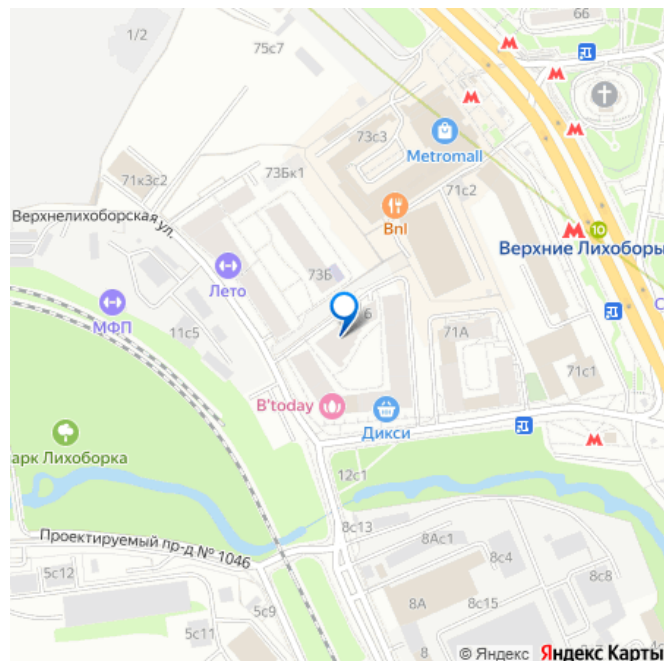 66
1/2
75с7
М
М
М
М
73с3
Metromall
71к3с2
73Бк1
71с2
Bnl
Верхнелихоборская ул.
М
10
Верхние Лихоборы
73Б
Лето
МФП
11с5
Б
71А
71с1
С
B'today
Дикси
М
арк Лихоборка
12с1
8с13
8Ас1
Проектируемый пр-д № 1046
8с4
5с12
8с8
8А
8с15
5с9
5с11
8
© Яндекс Яндекс Карты